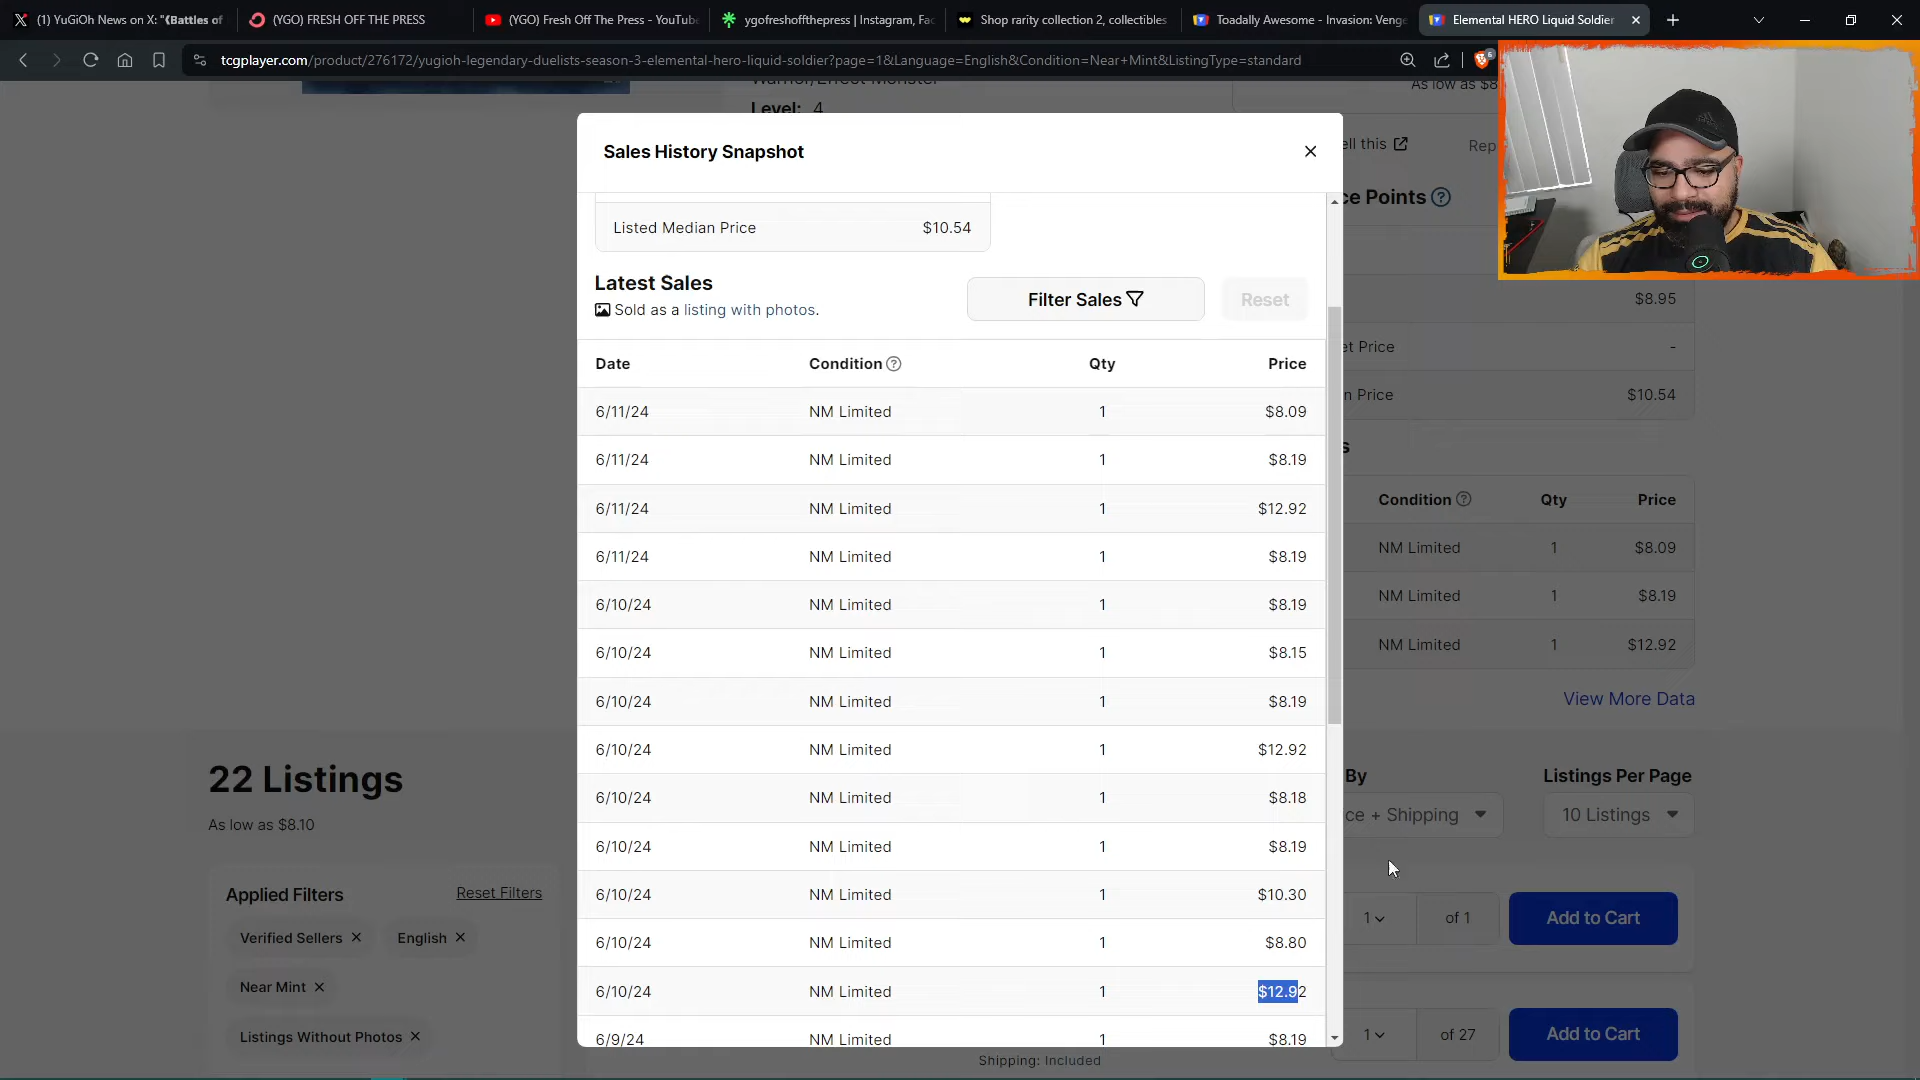 (1) YuGiOh News on X: "《Battles of
(YGO) FRESH OFF THE PRESS
(YGO) Fresh Off The Press - YouTub
ygofreshoffthepress | Instagram, Fac
Shop rarity collection 2, collectibles
Toadally Awesome - Invasion: Venge
Elemental HERO Liquid Soldier
tcgplayer.com/product/276172/yugioh-legendary-duelists-season-3-elemental-hero-liquid-soldier?page=1&Language=English&Condition=Near+Mint&ListingType=standard
6
Warrior/Effect Monster
Level: 4
As low as $8
ell this
Rep
ce Points
$8.95
et Price -
n Price $10.54
s
Condition Qty Price
NM Limited 1 $8.09
NM Limited 1 $8.19
NM Limited 1 $12.92
View More Data
Sales History Snapshot
Listed Median Price $10.54
Latest Sales
Sold as a listing with photos.
Filter Sales
Reset
Date Condition Qty Price
6/11/24 NM Limited 1 $8.09
6/11/24 NM Limited 1 $8.19
6/11/24 NM Limited 1 $12.92
6/11/24 NM Limited 1 $8.19
6/10/24 NM Limited 1 $8.19
6/10/24 NM Limited 1 $8.15
6/10/24 NM Limited 1 $8.19
6/10/24 NM Limited 1 $12.92
6/10/24 NM Limited 1 $8.18
6/10/24 NM Limited 1 $8.19
6/10/24 NM Limited 1 $10.30
6/10/24 NM Limited 1 $8.80
6/10/24 NM Limited 1 $12.92
6/9/24 NM Limited 1 $8.19
22 Listings
As low as $8.10
Applied Filters
Reset Filters
Verified Sellers
English
Near Mint
Listings Without Photos
By
Listings Per Page
ce + Shipping
10 Listings
1 of 1
Add to Cart
1 of 27
Add to Cart
Shipping: Included